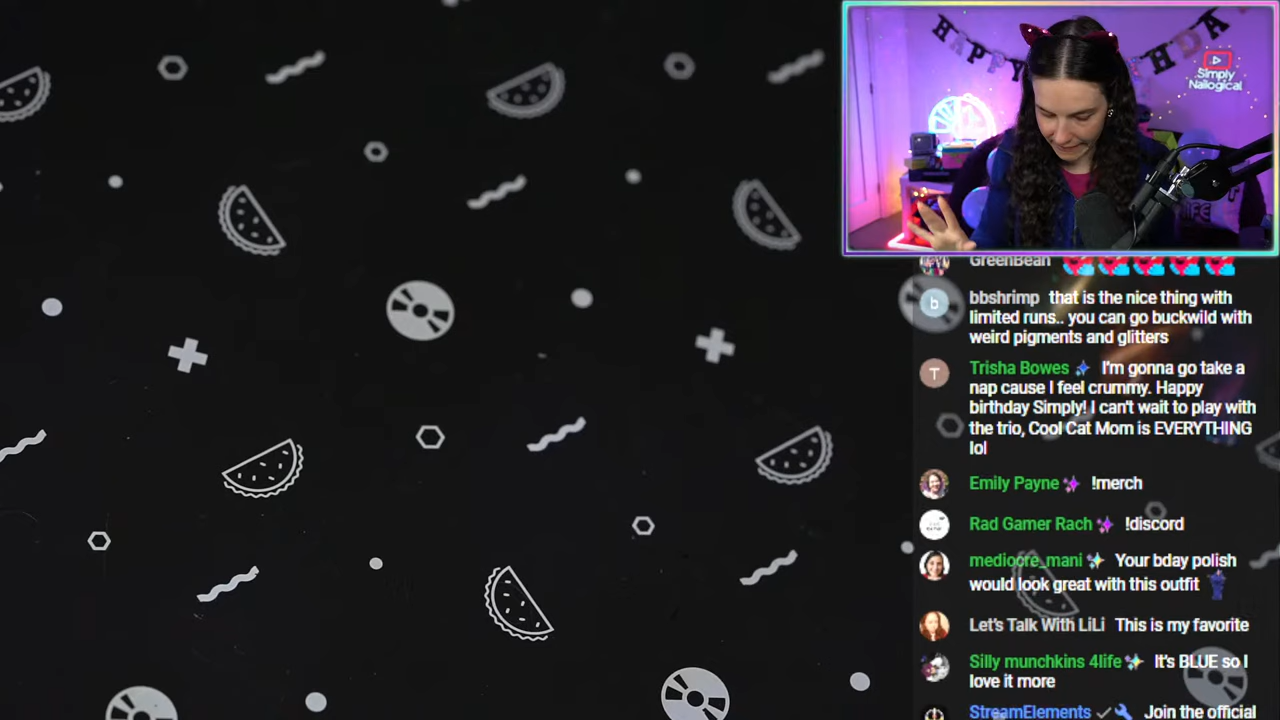 HAPPY
HDA
Simply
Nailogical
GreenBean
b
bbshrimp that is the nice thing with
limited runs.. you can go buckwild with
weird pigments and glitters
T
Trisha Bowes I'm gonna go take a
nap cause I feel crummy. Happy
birthday Simply! I can't wait to play with
the trio, Cool Cat Mom is EVERYTHING
lol
Emily Payne !merch
Rad Gamer Rach !discord
mediocre_mani Your bday polish
would look great with this outfit
Let's Talk With LiLi This is my favorite
Silly munchkins 4life It's BLUE so I
love it more
StreamElements Join the official